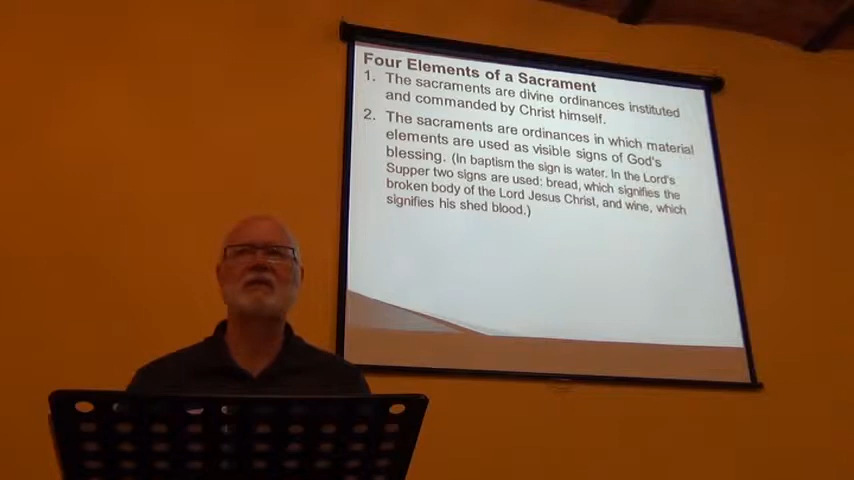 Four Elements of a Sacrament
1. The sacraments are divine ordinances instituted
and commanded by Christ himself.
2. The sacraments are ordinances in which material
elements are used as visible signs of God's
blessing. (In baptism the sign is water. In the Lord's
Supper two signs are used: bread, which signifies the
broken body of the Lord Jesus Christ, and wine, which
signifies his shed blood.)